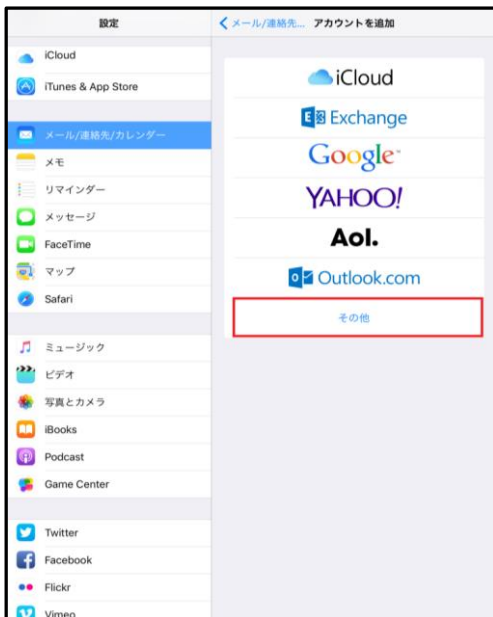 設定
iCloud
iTunes & App Store
メール/連絡先/カレンダー
メモ
リマインダー
メッセージ
FaceTime
マップ
Safari
ミュージック
ビデオ
写真とカメラ
iBooks
Podcast
Game Center
Twitter
Facebook
Flickr
Vimeo
メール/連絡先... アカウントを追加
iCloud
Exchange
Google
YAHOO!
Aol.
Outlook.com
その他